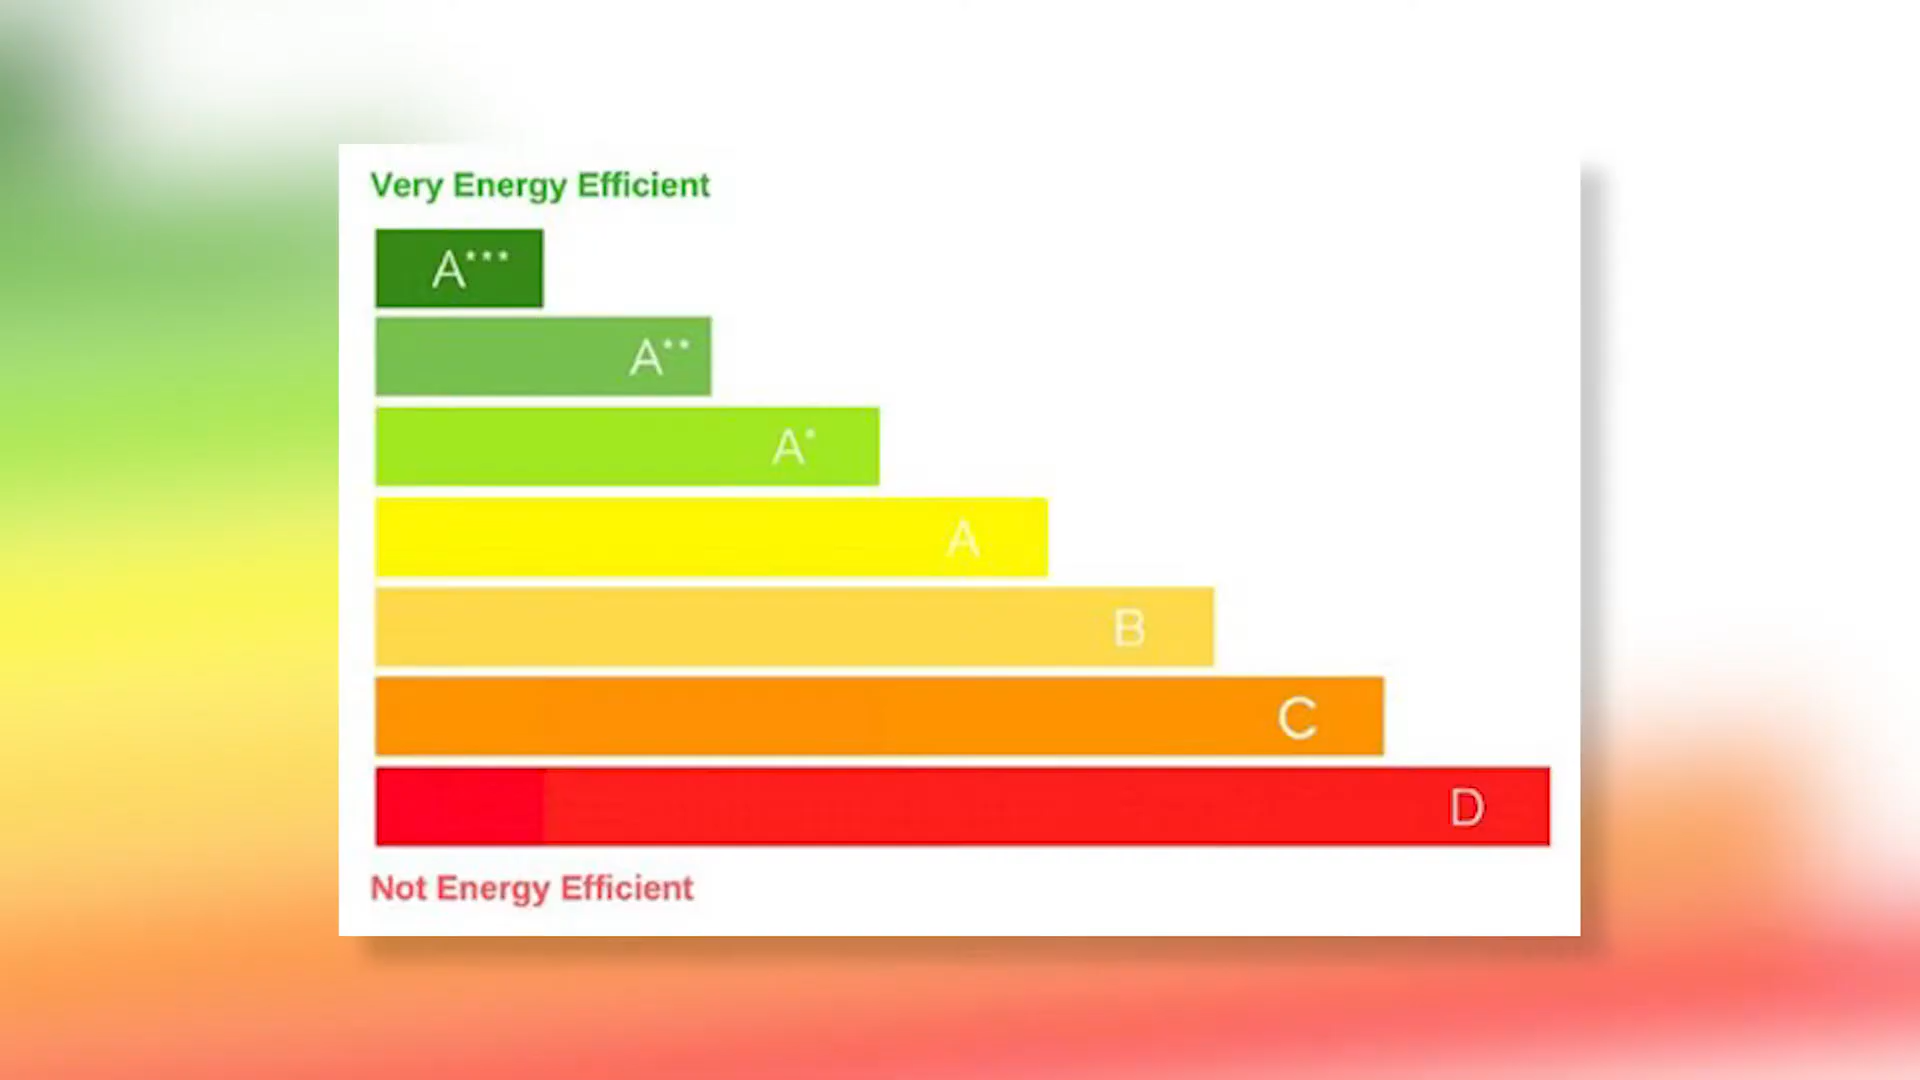 Very Energy Efficient
A***
A**
A*
A
B
C
D
Not Energy Efficient